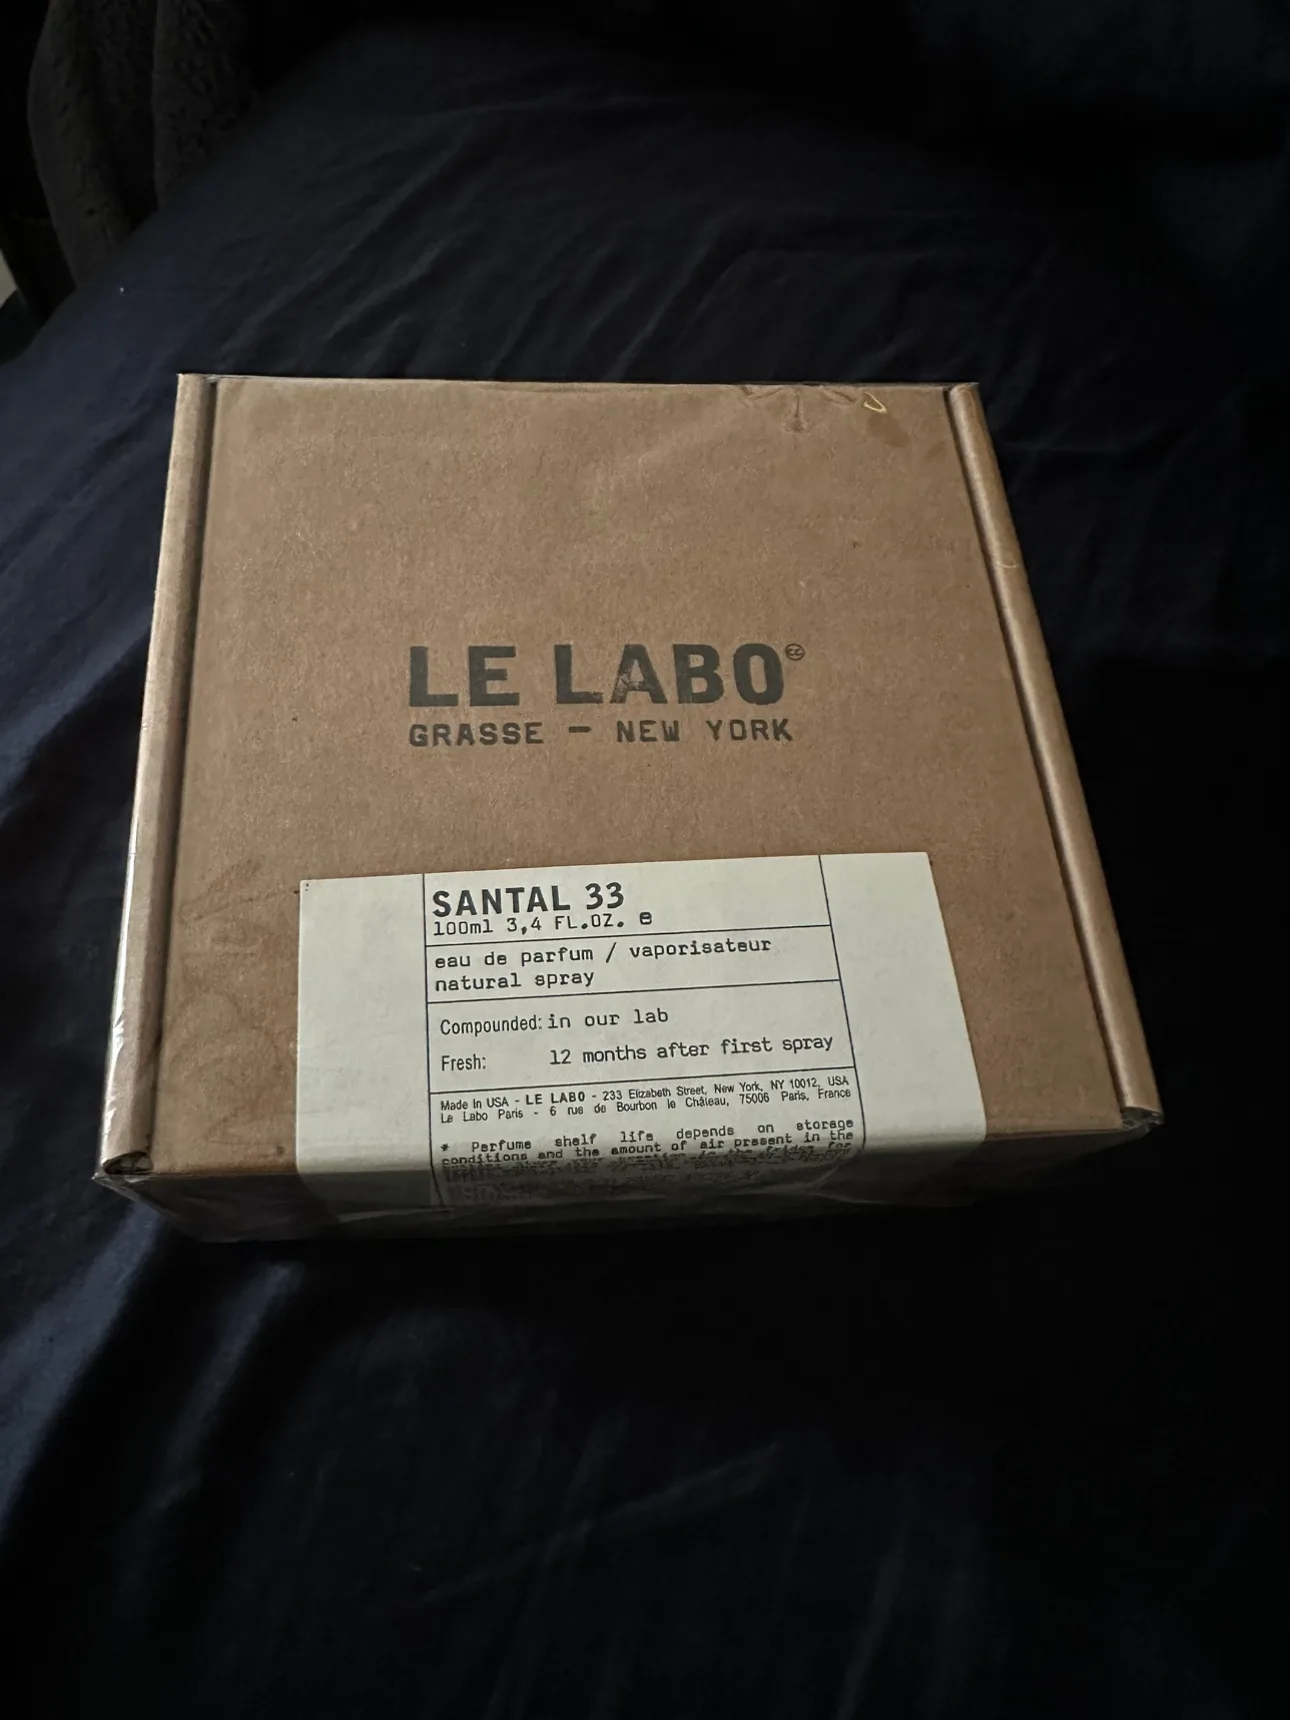 LE LABO
GRASSE - NEW YORK
SANTAL 33
100ml 3,4 FL.OZ. e
eau de parfum / vaporisateur
natural spray
Compounded: in our lab
Fresh: 12 months after first spray
Made In USA - LE LABO - 233 Elizabeth Street, New York, NY 10012, USA
Le Labo Paris - 6 rue de Bourbon le Château, 75006 Paris, France
* Perfume shelf life depends on storage
conditions and the amount of air present in the